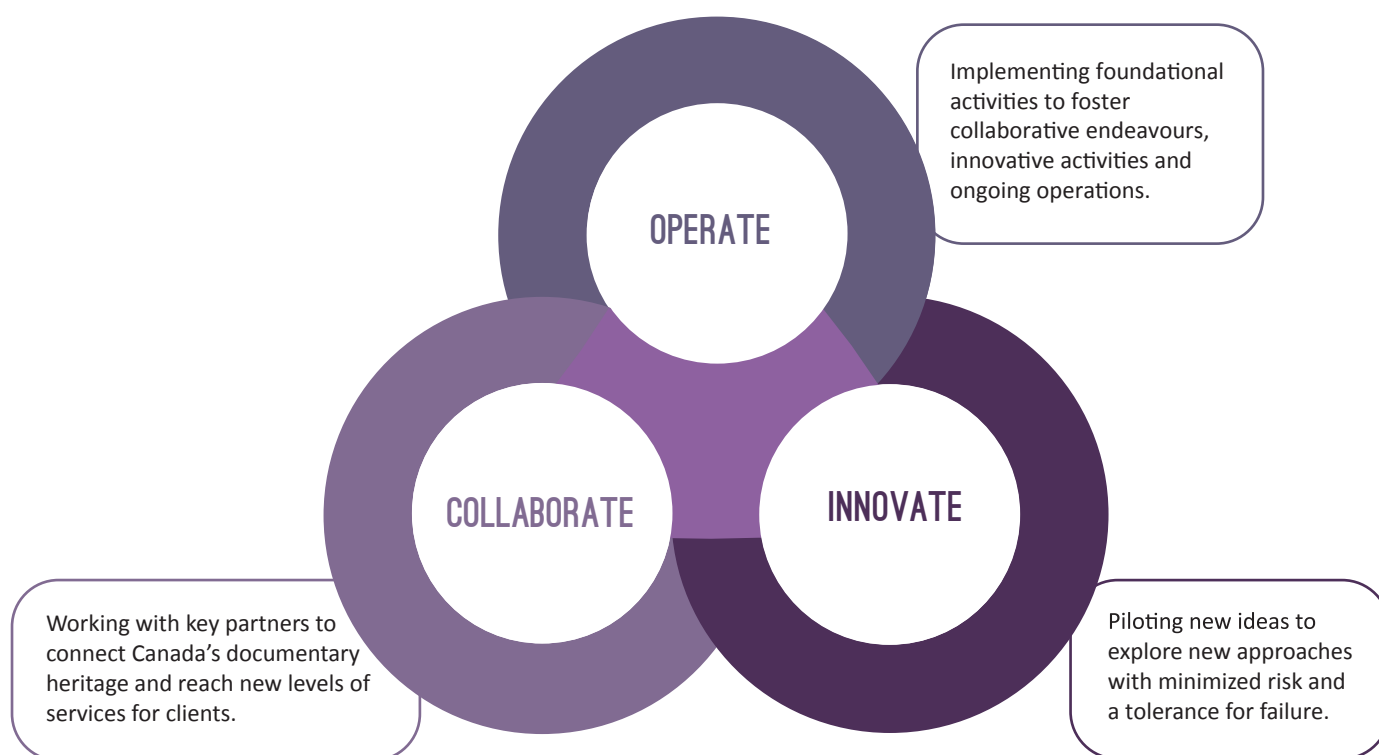 Implementing foundational
activities to foster
collaborative endeavours,
innovative activities and
ongoing operations.
OPERATE
COLLABORATE
INNOVATE
Working with key partners to
connect Canada’s documentary
heritage and reach new levels of
services for clients.
Piloting new ideas to
explore new approaches
with minimized risk and
a tolerance for failure.